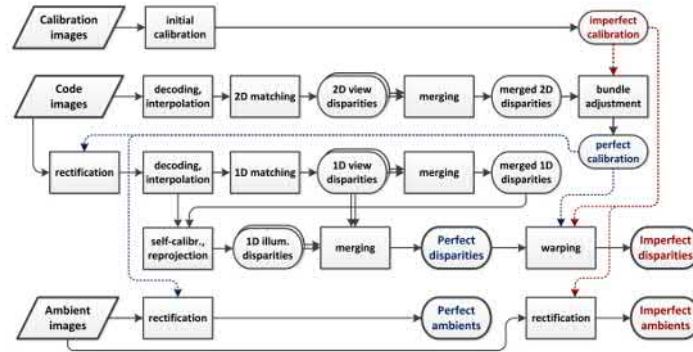 Calibration
images
initial
calibration
imperfect
calibration
Code
images
decoding,
interpolation
2D matching
2D view
disparities
merging
merged 2D
disparities
bundle
adjustment
perfect
calibration
rectification
decoding,
interpolation
1D matching
1D view
disparities
merging
merged 1D
disparities
self-calibr.,
reprojection
1D illum.
disparities
merging
Perfect
disparities
warping
Imperfect
disparities
Ambient
images
rectification
Perfect
ambients
rectification
Imperfect
ambients